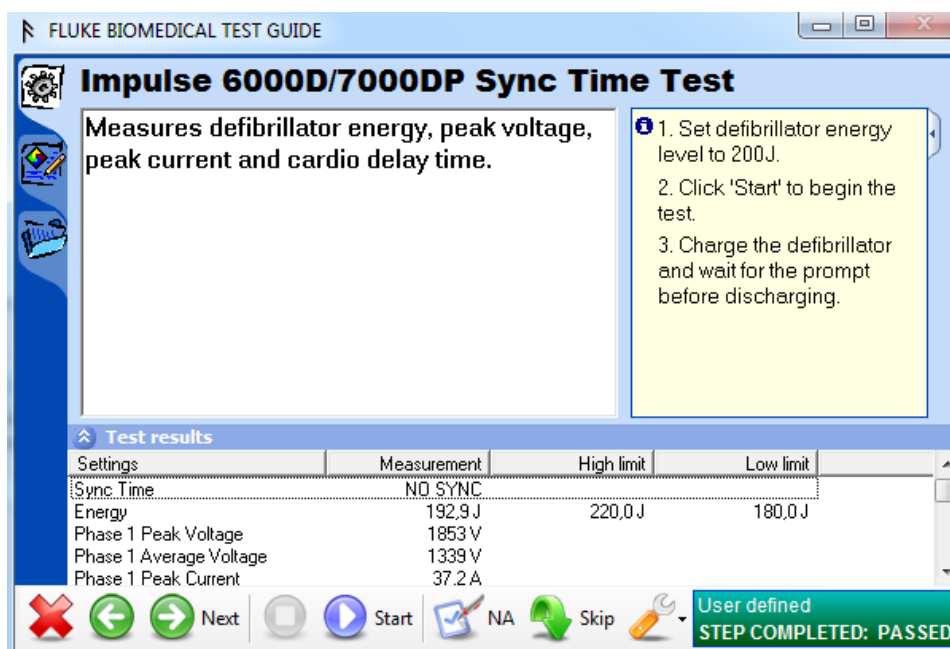 FLUKE BIOMEDICAL TEST GUIDE
Impulse 6000D/7000DP Sync Time Test
Measures defibrillator energy, peak voltage,
peak current and cardio delay time.
1. Set defibrillator energy
level to 200J.
2. Click 'Start' to begin the
test.
3. Charge the defibrillator
and wait for the prompt
before discharging.
Test results
Settings Measurement High limit Low limit
Sync Time NO SYNC
Energy 192,9 J 220,0 J 180,0 J
Phase 1 Peak Voltage 1853 V
Phase 1 Average Voltage 1339 V
Phase 1 Peak Current 37.2 A
Next Start NA Skip
User defined
STEP COMPLETED: PASSED